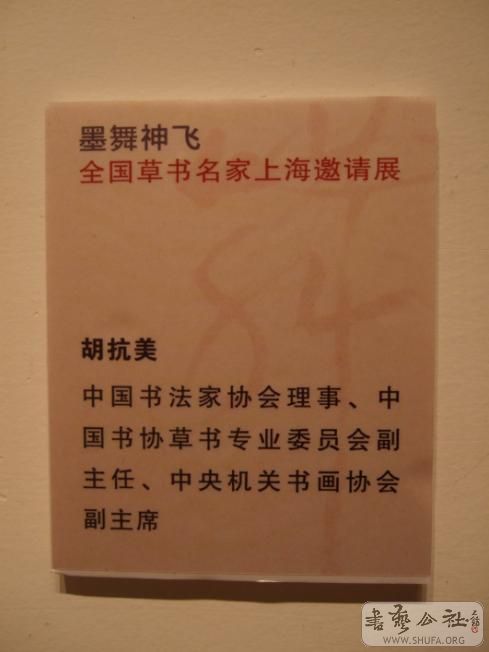 墨舞神飞
全国草书名家上海邀请展
胡抗美
中国书法家协会理事、中
国书协草书专业委员会副
主任、中央机关书画协会
副主席
書藝公社
WWW.SHUFA.ORG